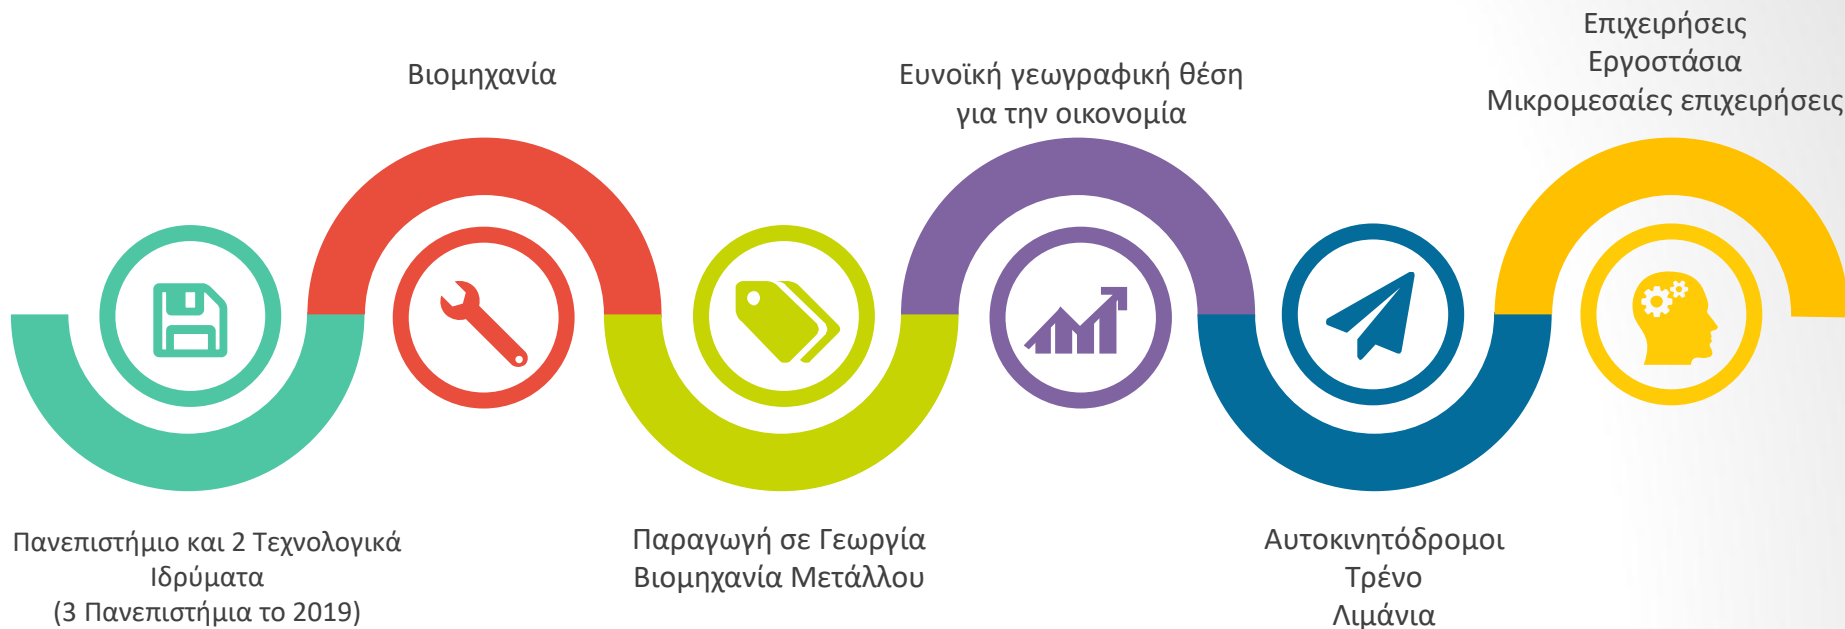 Πανεπιστήμιο και 2 Τεχνολογικά
Ιδρύματα
(3 Πανεπιστήμια το 2019)
Βιομηχανία
Παραγωγή σε Γεωργία
Βιομηχανία Μετάλλου
Ευνοϊκή γεωγραφική θέση
για την οικονομία
Αυτοκινητόδρομοι
Τρένο
Λιμάνια
Επιχειρήσεις
Εργοστάσια
Μικρομεσαίες επιχειρήσεις